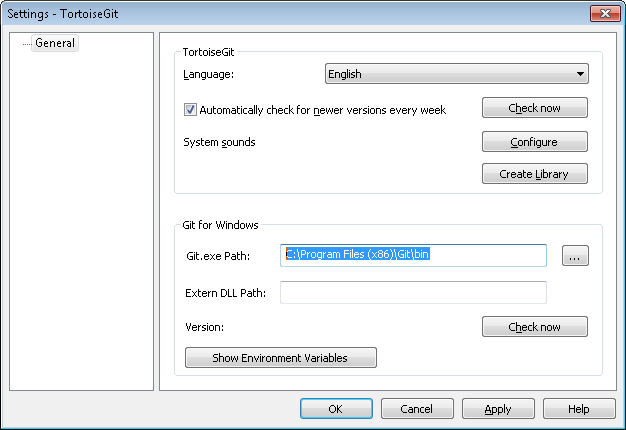 Settings - TortoiseGit
General
TortoiseGit
Language:
English
Automatically check for newer versions every week
Check now
System sounds
Configure
Create Library
Git for Windows
Git.exe Path:
C:\Program Files (x86)\Git\bin
...
Extern DLL Path:
Version:
Check now
Show Environment Variables
OK
Cancel
Apply
Help